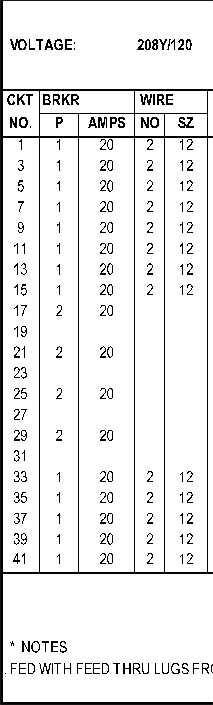 VOLTAGE: 208Y/120
CKT BRKR WIRE
NO. P AMPS NO SZ
1 1 20 2 12
3 1 20 2 12
5 1 20 2 12
7 1 20 2 12
9 1 20 2 12
11 1 20 2 12
13 1 20 2 12
15 1 20 2 12
17 2 20
19
21 2 20
23
25 2 20
27
29 2 20
31
33 1 20 2 12
35 1 20 2 12
37 1 20 2 12
39 1 20 2 12
41 1 20 2 12
* NOTES
. FED WITH FEED THRU LUGS FRO